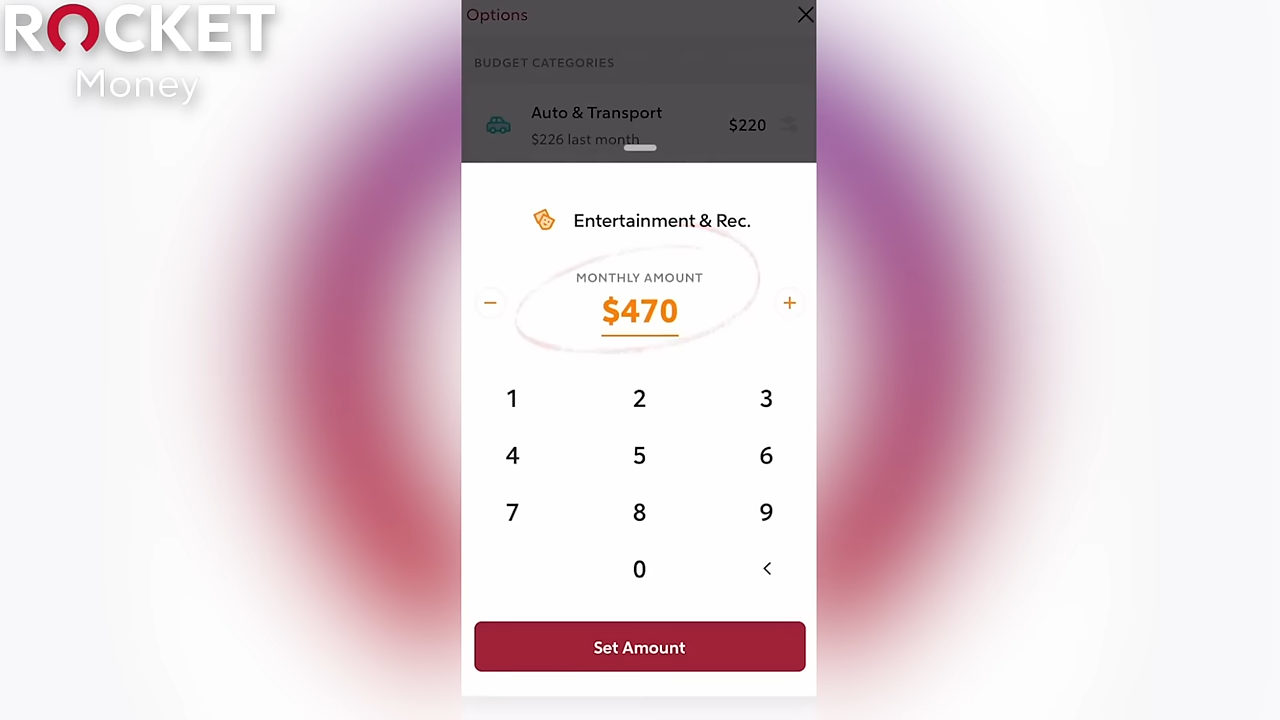 ROCKET
Money
Options
BUDGET CATEGORIES
Auto & Transport
$220
$226 last month
Entertainment & Rec.
MONTHLY AMOUNT
− $470 +
1 2 3
4 5 6
7 8 9
0 <
Set Amount